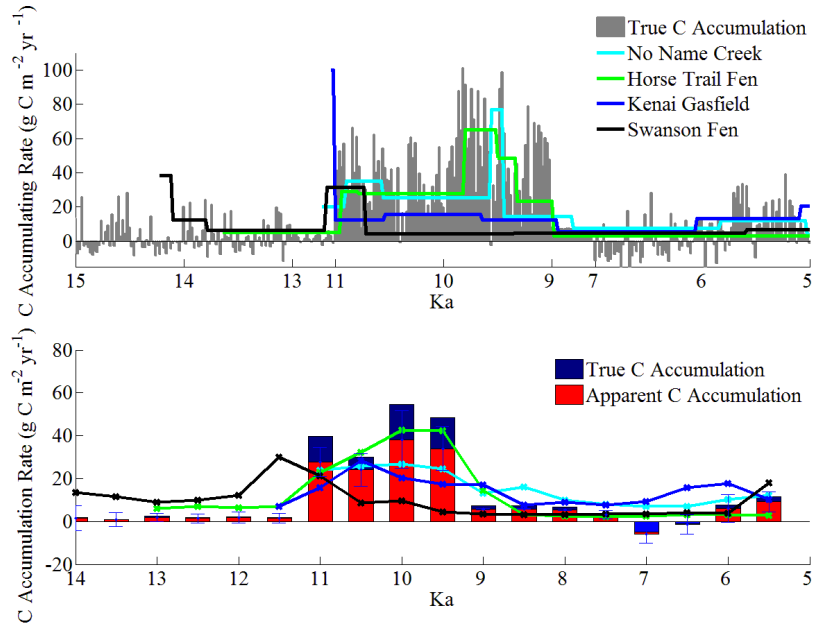 C Accumulating Rate (g C m⁻² yr⁻¹)
100
80
60
40
20
0
15
14
13
11
10
9
7
6
5
Ka
True C Accumulation
No Name Creek
Horse Trail Fen
Kenai Gasfield
Swanson Fen
C Accumulation Rate (g C m⁻² yr⁻¹)
80
60
40
20
0
-20
14
13
12
11
10
9
8
7
6
5
Ka
True C Accumulation
Apparent C Accumulation